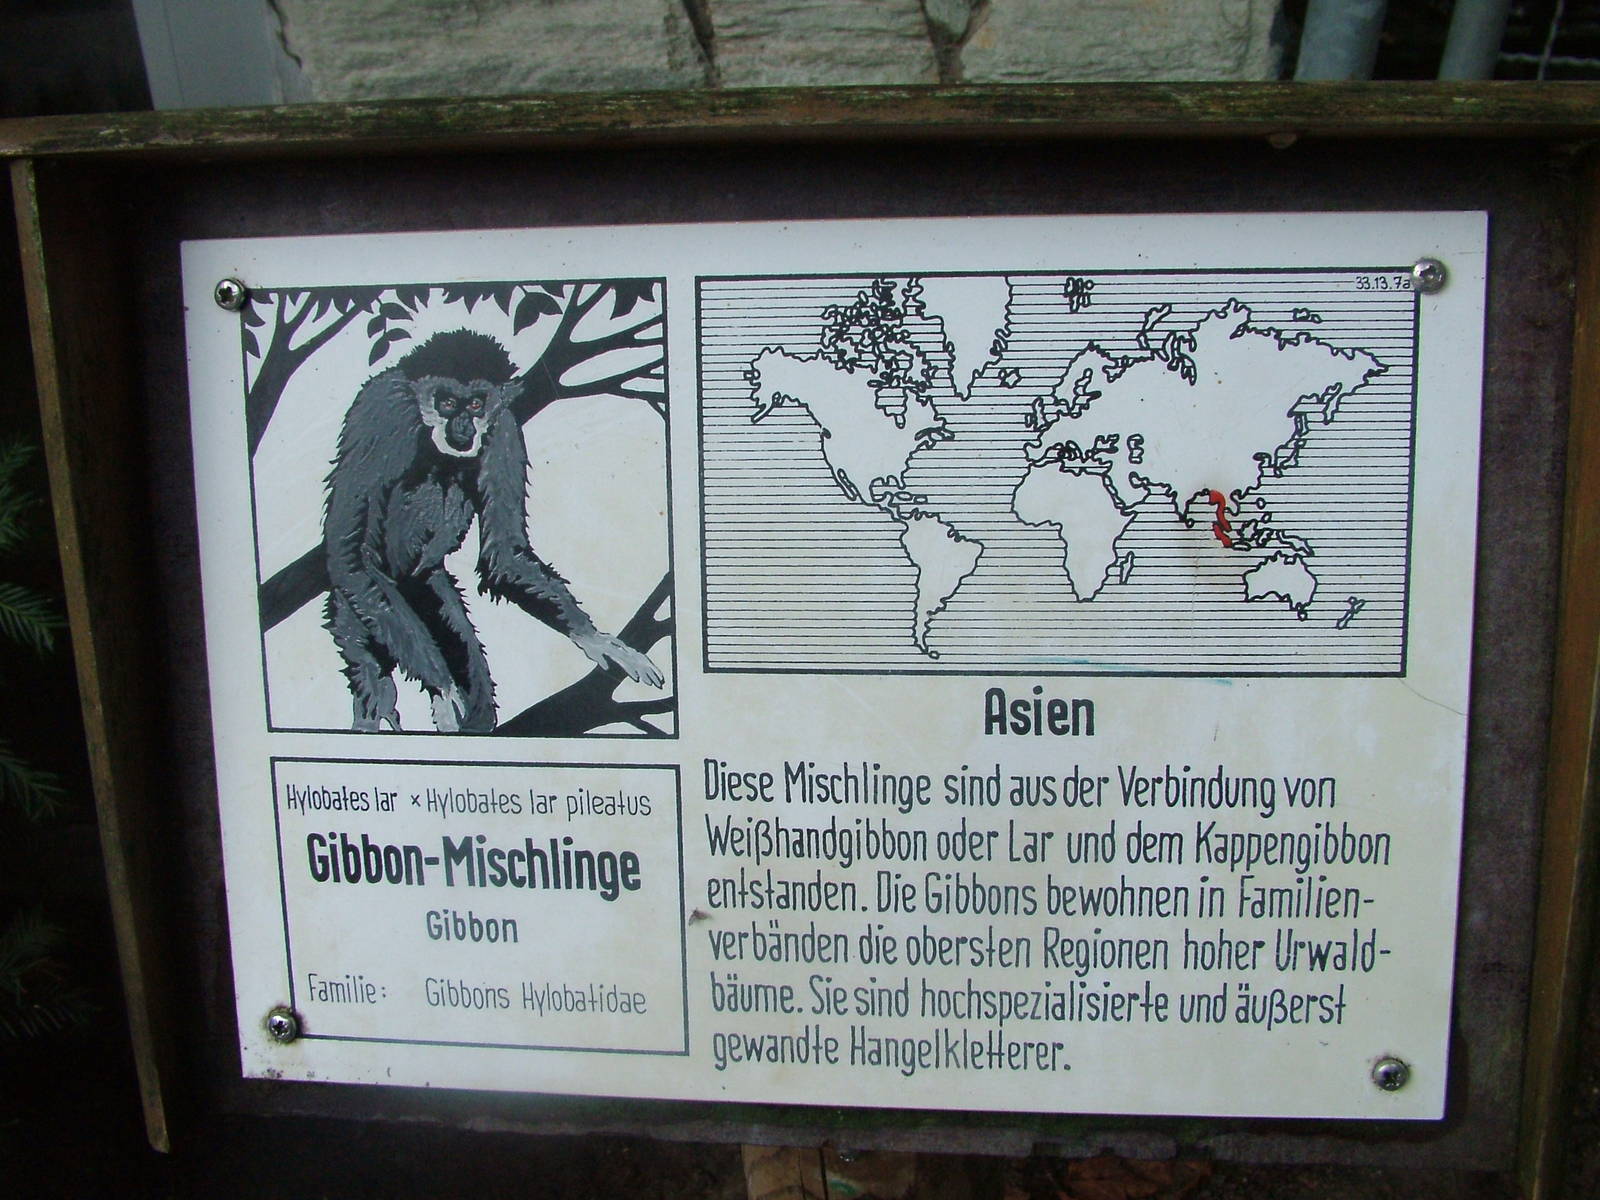 33.13.7a
Hylobates lar × Hylobates lar pileatus
Gibbon-Mischlinge
Gibbon
Familie: Gibbons Hylobatidae
Asien
Diese Mischlinge sind aus der Verbindung von
Weißhandgibbon oder Lar und dem Kappengibbon
entstanden. Die Gibbons bewohnen in Familien-
verbänden die obersten Regionen hoher Urwald-
bäume. Sie sind hochspezialisierte und äußerst
gewandte Hangelkletterer.